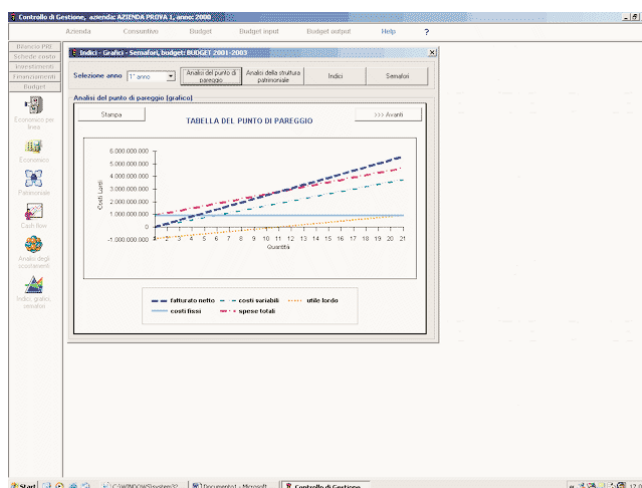 Controllo di Gestione, azienda: AZIENDA PROVA 1, anno: 2000
Azienda Consuntivo Budget Budget input Budget output Help ?
Bilancio PRI
Schede costo
Investimenti
Finanziamenti
Budget
Economico per linea
Economico
Patrimoniale
Cash flow
Analisi degli scostamenti
Indici, grafici, semafori
Indici - Grafici - Semafori, budget: BUDGET 2001-2003
Selezione anno 1° anno
Analisi del punto di pareggio
Analisi della struttura patrimoniale
Indici
Semafori
Analisi del punto di pareggio (grafico)
Stampa
TABELLA DEL PUNTO DI PAREGGIO
>>> Avanti
6.000.000.000
5.000.000.000
4.000.000.000
3.000.000.000
2.000.000.000
1.000.000.000
0
-1.000.000.000
2 3 4 5 6 7 8 9 10 11 12 13 14 15 16 17 18 19 20 21
Quantità
fatturato netto costi variabili utile lordo
costi fissi spese totali
Start C:\WINDOWS\system32 Documento1 - Microsoft Controllo di Gestione